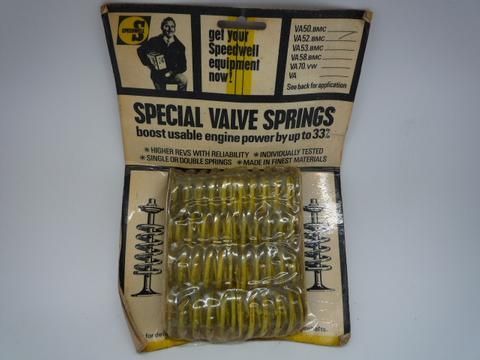 S
SPEEDWELL
get your
Speedwell
equipment
now!
VA50.BMC
VA52.BMC
VA53.BMC
VA58.BMC
VA70.VW
VA
See back for application
SPECIAL VALVE SPRINGS
boost usable engine power by up to 33%
* HIGHER REVS WITH RELIABILITY * INDIVIDUALLY TESTED
* SINGLE OR DOUBLE SPRINGS * MADE IN FINEST MATERIALS
for